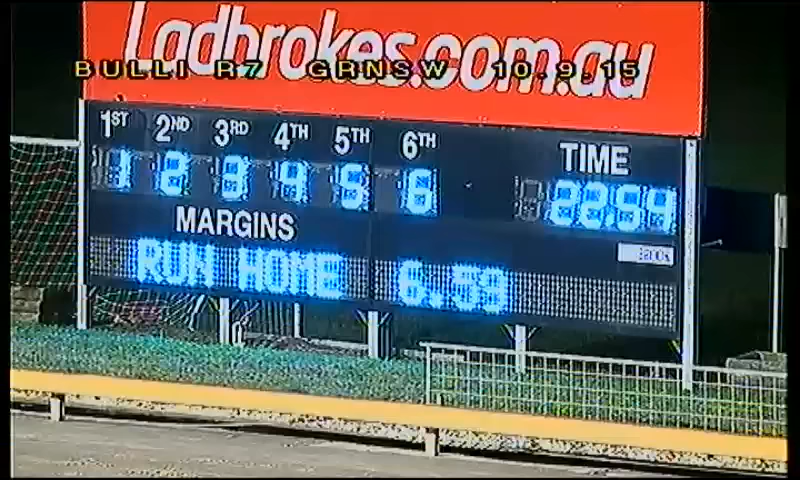 Ladbrokes.com.au
BULLI R7 GRNSW 10.9.15
1ST 2ND 3RD 4TH 5TH 6TH TIME
1 2 3 4 5 6 22.64
MARGINS
RUN HOME 6.59